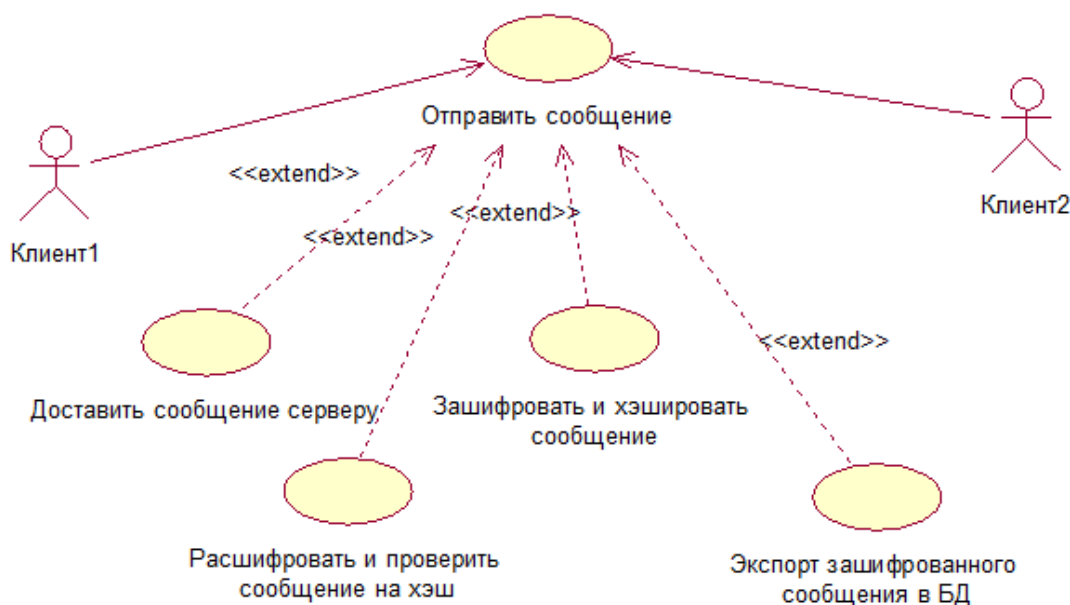 Отправить сообщение
<<extend>>
Клиент1
Клиент2
<<extend>>
<<extend>>
<<extend>>
Доставить сообщение серверу
Зашифровать и хэшировать
сообщение
Расшифровать и проверить
сообщение на хэш
Экспорт зашифрованного
сообщения в БД